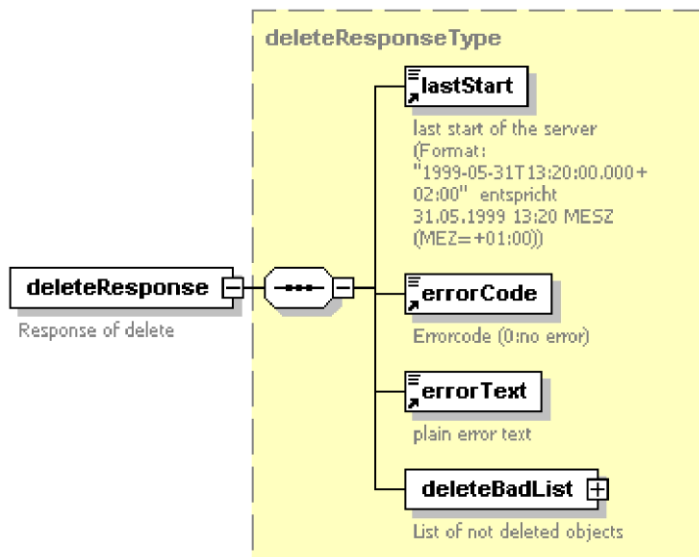 deleteResponseType
lastStart
last start of the server
(Format:
"1999-05-31T13:20:00.000+
02:00"  entspricht
31.05.1999 13:20 MESZ
(MEZ=+01:00))
deleteResponse
Response of delete
errorCode
Errorcode (0:no error)
errorText
plain error text
deleteBadList
List of not deleted objects